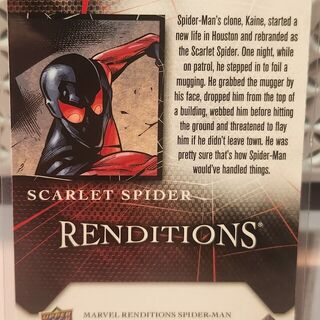 Spider-Man's clone, Kaine, started a
new life in Houston and rebranded as
the Scarlet Spider. One night, while
on patrol, he stepped in to foil a
mugging. He grabbed the mugger by
his face, dropped him from the top of
a building, webbed him before hitting
the ground and threatened to flay
him if he didn't leave town. He was
pretty sure that's how Spider-Man
would've handled things.
SCARLET SPIDER
RENDITIONS®
UPPER DECK
MARVEL RENDITIONS SPIDER-MAN